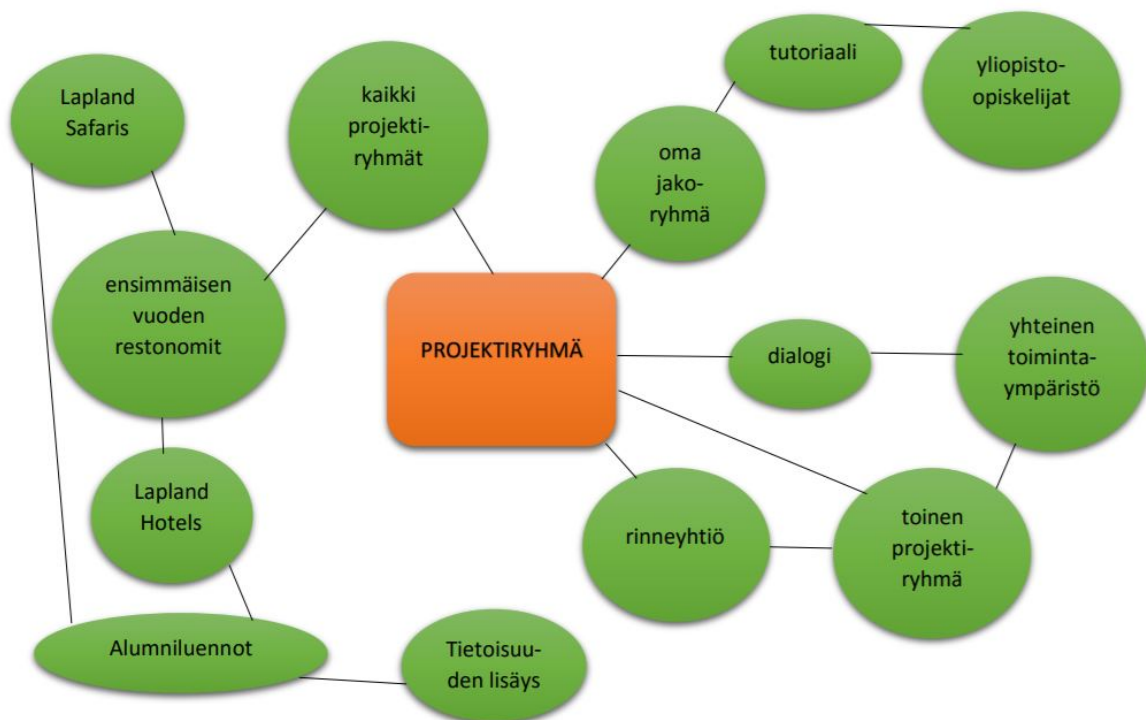 Lapland
Safaris
kaikki
projekti-
ryhmät
tutoriaali
yliopisto-
opiskelijat
oma
jako-
ryhmä
ensimmäisen
vuoden
restonomit
PROJEKTIRYHMÄ
dialogi
yhteinen
toiminta-
ympäristö
Lapland
Hotels
rinneyhtiö
toinen
projekti-
ryhmä
Alumniluennot
Tietoisuu-
den lisäys